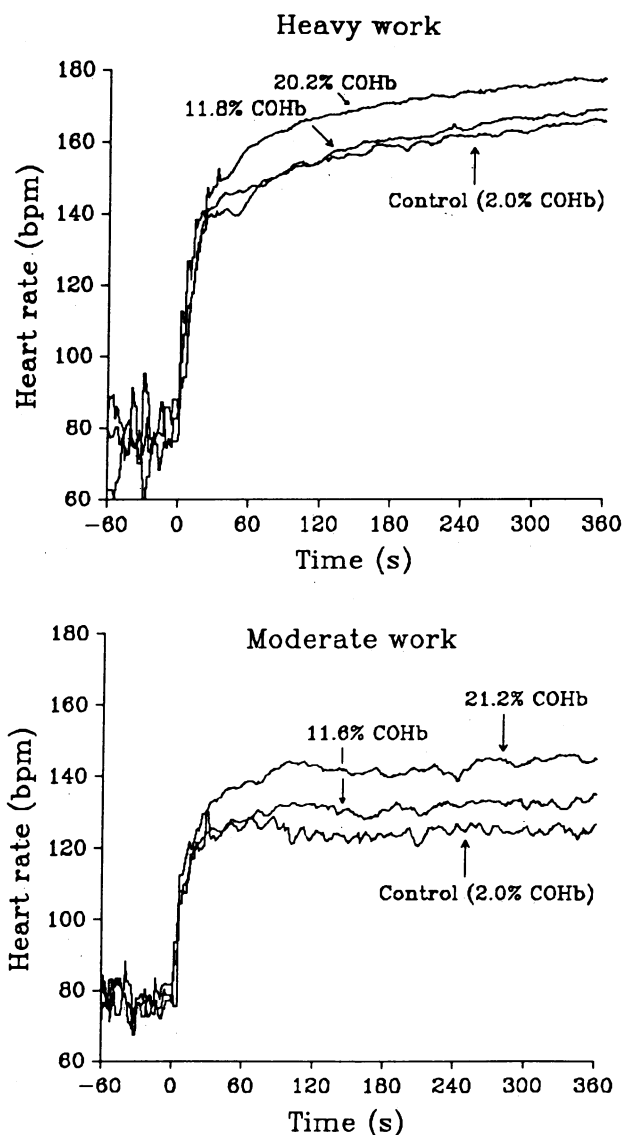 Heavy work
180
160
140
120
100
80
60
Heart rate (bpm)
20.2% COHb
11.8% COHb
Control (2.0% COHb)
-60 0 60 120 180 240 300 360
Time (s)
Moderate work
180
160
140
120
100
80
60
Heart rate (bpm)
21.2% COHb
11.6% COHb
Control (2.0% COHb)
-60 0 60 120 180 240 300 360
Time (s)